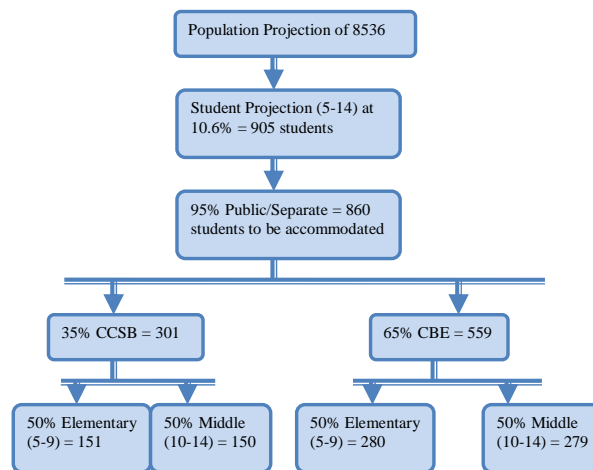 Population Projection of 8536
Student Projection (5-14) at
10.6% = 905 students
95% Public/Separate = 860
students to be accommodated
35% CCSB = 301
65% CBE = 559
50% Elementary
(5-9) = 151
50% Middle
(10-14) = 150
50% Elementary
(5-9) = 280
50% Middle
(10-14) = 279